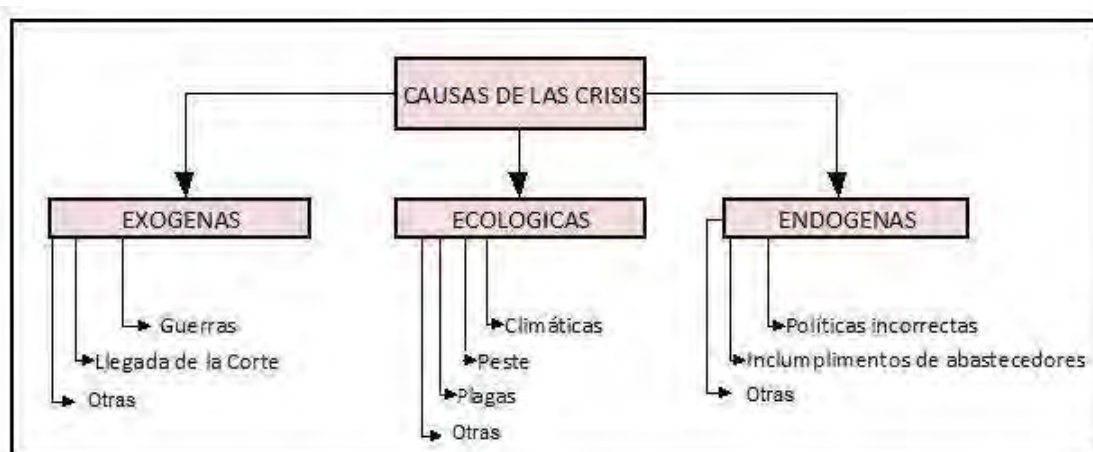 CAUSAS DE LAS CRISIS
EXOGENAS
Guerras
Llegada de la Corte
Otras
ECOLOGICAS
Climáticas
Peste
Plagas
Otras
ENDOGENAS
Políticas incorrectas
Inclumplimentos de abastecedores
Otras